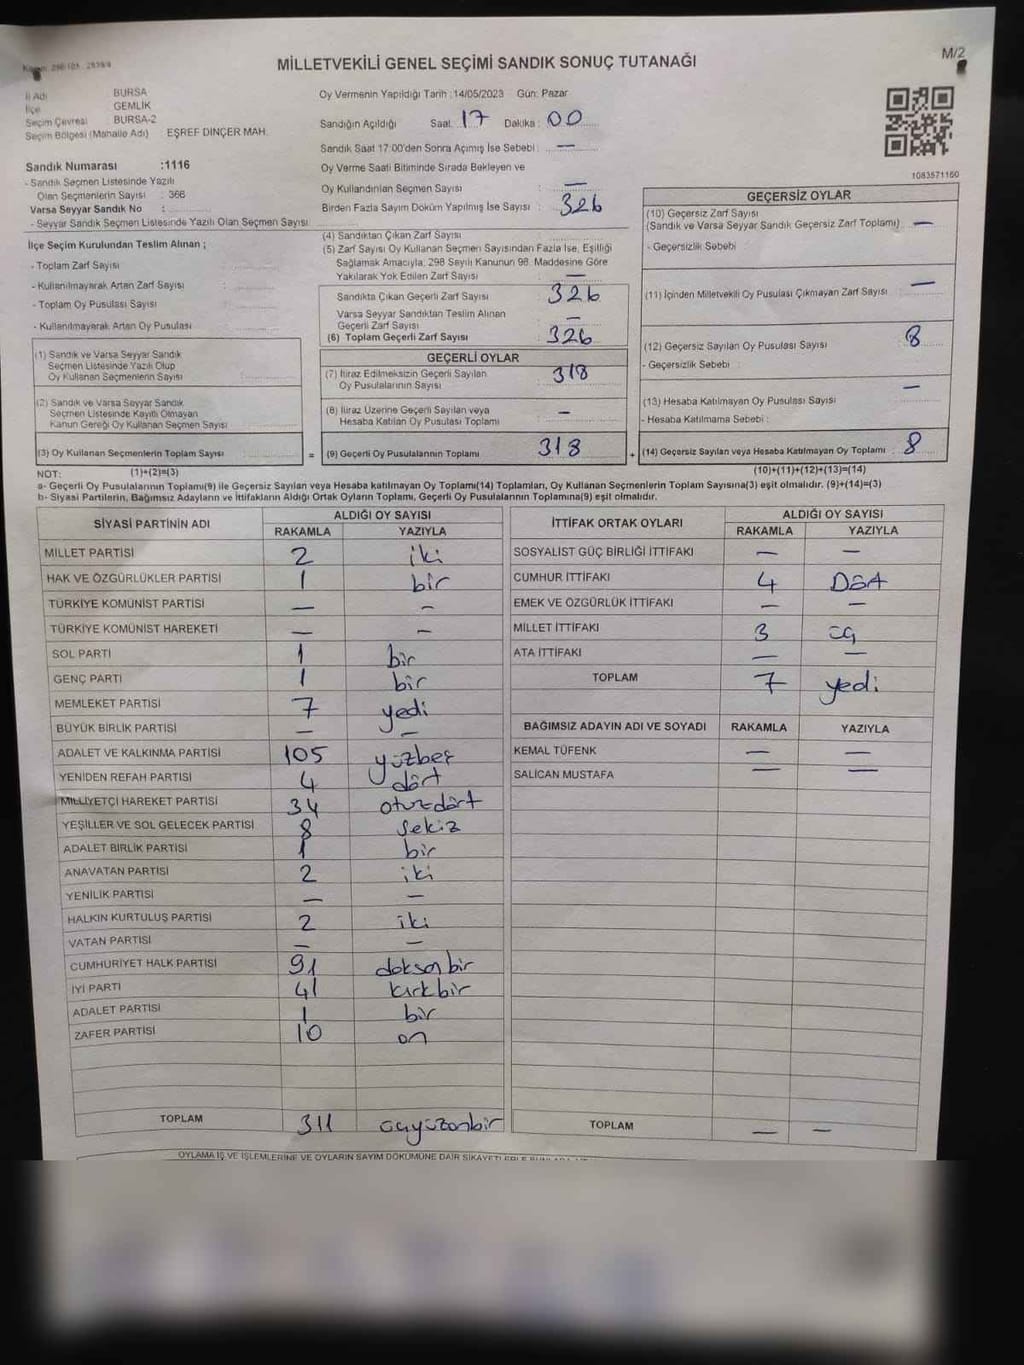 MİLLETVEKİLİ GENEL SEÇİMİ SANDIK SONUÇ TUTANAĞI
M/2
İl Adı BURSA
İlçe GEMLİK
Seçim Çevresi BURSA-2
Seçim Bölgesi (Mahalle Adı) EŞREF DİNÇER MAH.
Sandık Numarası :1116
- Sandık Seçmen Listesinde Yazılı
Olan Seçmenlerin Sayısı : 366
Varsa Seyyar Sandık No :
- Seyyar Sandık Seçmen Listesinde Yazılı Olan Seçmen Sayısı
Oy Vermenin Yapıldığı Tarih :14/05/2023 Gün: Pazar
Sandığın Açıldığı Saat: 17 Dakika : 00
Sandık Saat 17:00'den Sonra Açımış İse Sebebi : —
Oy Verme Saati Bitiminde Sırada Bekleyen ve
Oy Kullandırılan Seçmen Sayısı : —
Birden Fazla Sayım Döküm Yapılmış İse Sayısı : 326
1083571160
İlçe Seçim Kurulundan Teslim Alınan ;
- Toplam Zarf Sayısı :
- Kullanılmayarak Artan Zarf Sayısı :
- Toplam Oy Pusulası Sayısı :
- Kullanılmayarak Artan Oy Pusulası :
(1) Sandık ve Varsa Seyyar Sandık
Seçmen Listesinde Yazılı Olup
Oy Kullanan Seçmenlerin Sayısı :
(2) Sandık ve Varsa Seyyar Sandık
Seçmen Listesinde Kayıtlı Olmayan
Kanun Gereği Oy Kullanan Seçmen Sayısı :
(3) Oy Kullanan Seçmenlerin Toplam Sayısı :
(4) Sandıktan Çıkan Zarf Sayısı :
(5) Zarf Sayısı Oy Kullanan Seçmen Sayısından Fazla İse, Eşitliği
Sağlamak Amacıyla, 298 Sayılı Kanunun 98. Maddesine Göre
Yakılarak Yok Edilen Zarf Sayısı : —
Sandıkta Çıkan Geçerli Zarf Sayısı : 326
Varsa Seyyar Sandıktan Teslim Alınan
Geçerli Zarf Sayısı : —
(6) Toplam Geçerli Zarf Sayısı : 326
GEÇERLİ OYLAR
(7) İtiraz Edilmeksizin Geçerli Sayılan
Oy Pusulalarının Sayısı : 318
(8) İtiraz Üzerine Geçerli Sayılan veya
Hesaba Katılan Oy Pusulası Toplamı : —
= (9) Geçerli Oy Pusulalarının Toplamı : 318
GEÇERSİZ OYLAR
(10) Geçersiz Zarf Sayısı
(Sandık ve Varsa Seyyar Sandık Geçersiz Zarf Toplamı) : —
- Geçersizlik Sebebi :
(11) İçinden Milletvekili Oy Pusulası Çıkmayan Zarf Sayısı : —
(12) Geçersiz Sayılan Oy Pusulası Sayısı : 8
- Geçersizlik Sebebi :
(13) Hesaba Katılmayan Oy Pusulası Sayısı : —
- Hesaba Katılmama Sebebi :
+ (14) Geçersiz Sayılan veya Hesaba Katılmayan Oy Toplamı : 8
NOT: (1)+(2)=(3) (10)+(11)+(12)+(13)=(14)
a- Geçerli Oy Pusulalarının Toplamı(9) ile Geçersiz Sayılan veya Hesaba katılmayan Oy Toplamı(14) Toplamları, Oy Kullanan Seçmenlerin Toplam Sayısına(3) eşit olmalıdır. (9)+(14)=(3)
b- Siyasi Partilerin, Bağımsız Adayların ve İttifakların Aldığı Ortak Oyların Toplamı, Geçerli Oy Pusulalarının Toplamına(9) eşit olmalıdır.
SİYASİ PARTİNİN ADI ALDIĞI OY SAYISI
RAKAMLA YAZIYLA
MİLLET PARTİSİ 2 iki
HAK VE ÖZGÜRLÜKLER PARTİSİ 1 bir
TÜRKİYE KOMÜNİST PARTİSİ — —
TÜRKİYE KOMÜNİST HAREKETİ — —
SOL PARTİ 1 bir
GENÇ PARTİ 1 bir
MEMLEKET PARTİSİ 7 yedi
BÜYÜK BİRLİK PARTİSİ — —
ADALET VE KALKINMA PARTİSİ 105 yüzbeş
YENİDEN REFAH PARTİSİ 4 dört
MİLLİYETÇİ HAREKET PARTİSİ 34 otuzdört
YEŞİLLER VE SOL GELECEK PARTİSİ 8 sekiz
ADALET BİRLİK PARTİSİ 1 bir
ANAVATAN PARTİSİ 2 iki
YENİLİK PARTİSİ — —
HALKIN KURTULUŞ PARTİSİ 2 iki
VATAN PARTİSİ — —
CUMHURİYET HALK PARTİSİ 91 doksan bir
İYİ PARTİ 41 kırkbir
ADALET PARTİSİ 1 bir
ZAFER PARTİSİ 10 on
TOPLAM 311 üçyüzonbir
İTTİFAK ORTAK OYLARI ALDIĞI OY SAYISI
RAKAMLA YAZIYLA
SOSYALİST GÜÇ BİRLİĞİ İTTİFAKI — —
CUMHUR İTTİFAKI 4 Dört
EMEK VE ÖZGÜRLÜK İTTİFAKI — —
MİLLET İTTİFAKI 3 üç
ATA İTTİFAKI — —
TOPLAM 7 yedi
BAĞIMSIZ ADAYIN ADI VE SOYADI RAKAMLA YAZIYLA
KEMAL TÜFENK — —
SALİCAN MUSTAFA — —
TOPLAM — —
OYLAMA İŞ VE İŞLEMLERİNE VE OYLARIN SAYIM DÖKÜMÜNE DAİR